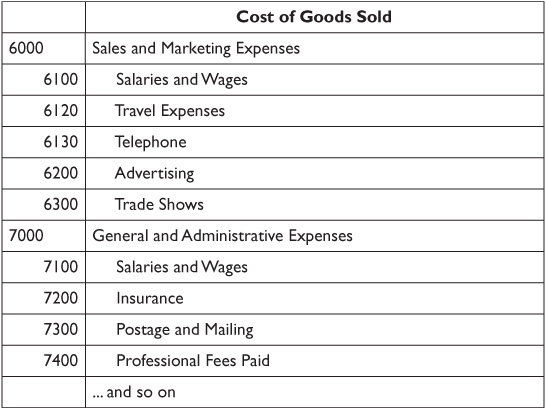 Cost of Goods Sold
6000 Sales and Marketing Expenses
6100 Salaries and Wages
6120 Travel Expenses
6130 Telephone
6200 Advertising
6300 Trade Shows
7000 General and Administrative Expenses
7100 Salaries and Wages
7200 Insurance
7300 Postage and Mailing
7400 Professional Fees Paid
... and so on